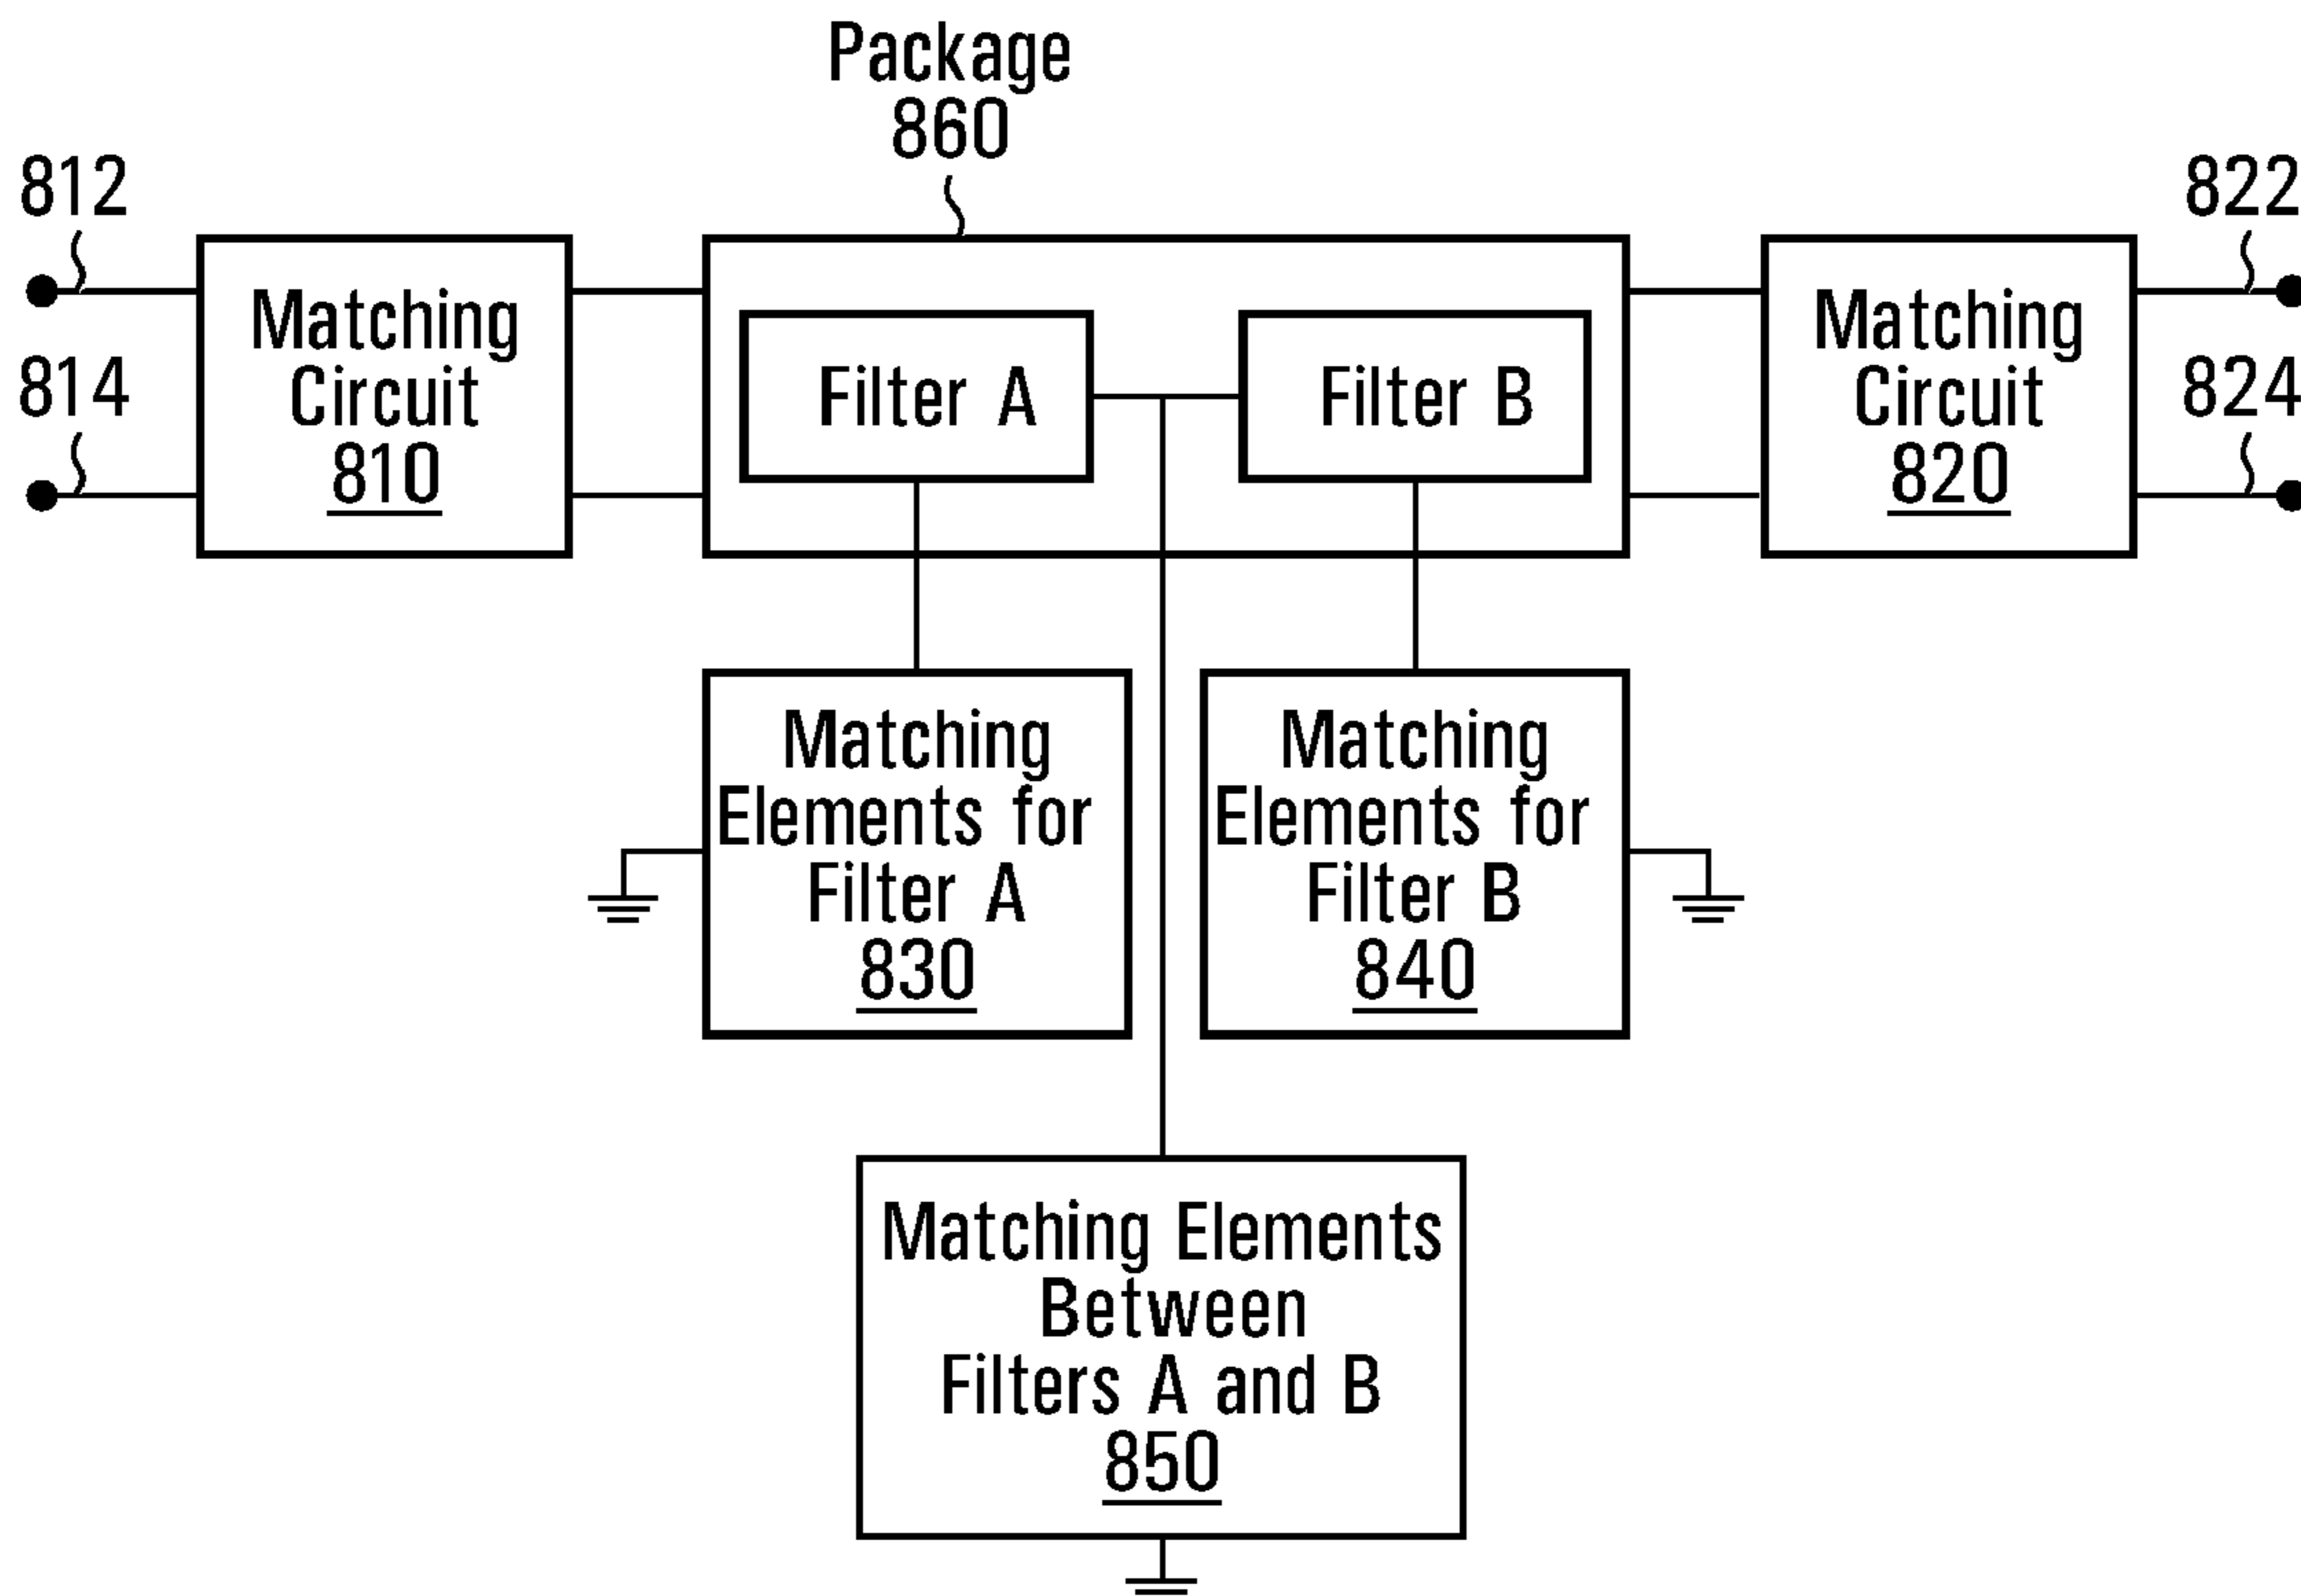 Package
860
812
814
Matching
Circuit
810
Filter A
Filter B
Matching
Circuit
820
822
824
Matching
Elements for
Filter A
830
Matching
Elements for
Filter B
840
Matching Elements
Between
Filters A and B
850